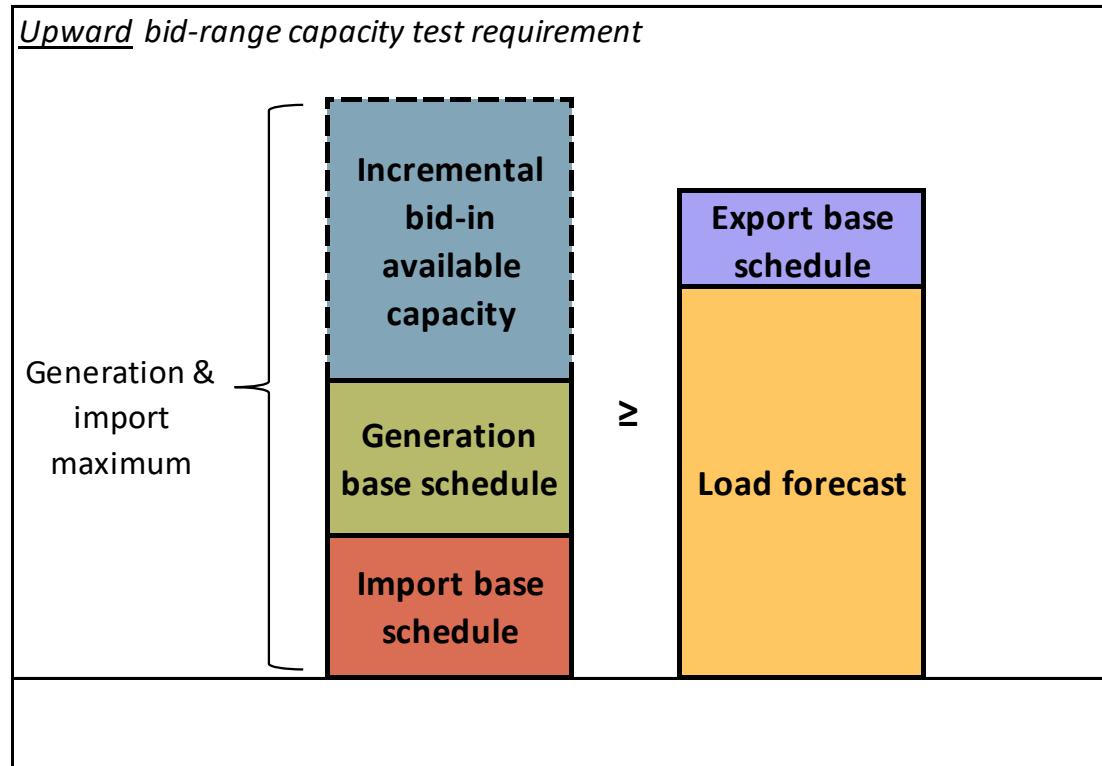 Upward bid-range capacity test requirement
Incremental
bid-in
available
capacity
Generation
base schedule
Import base
schedule
Generation &
import
maximum
≥
Export base
schedule
Load forecast